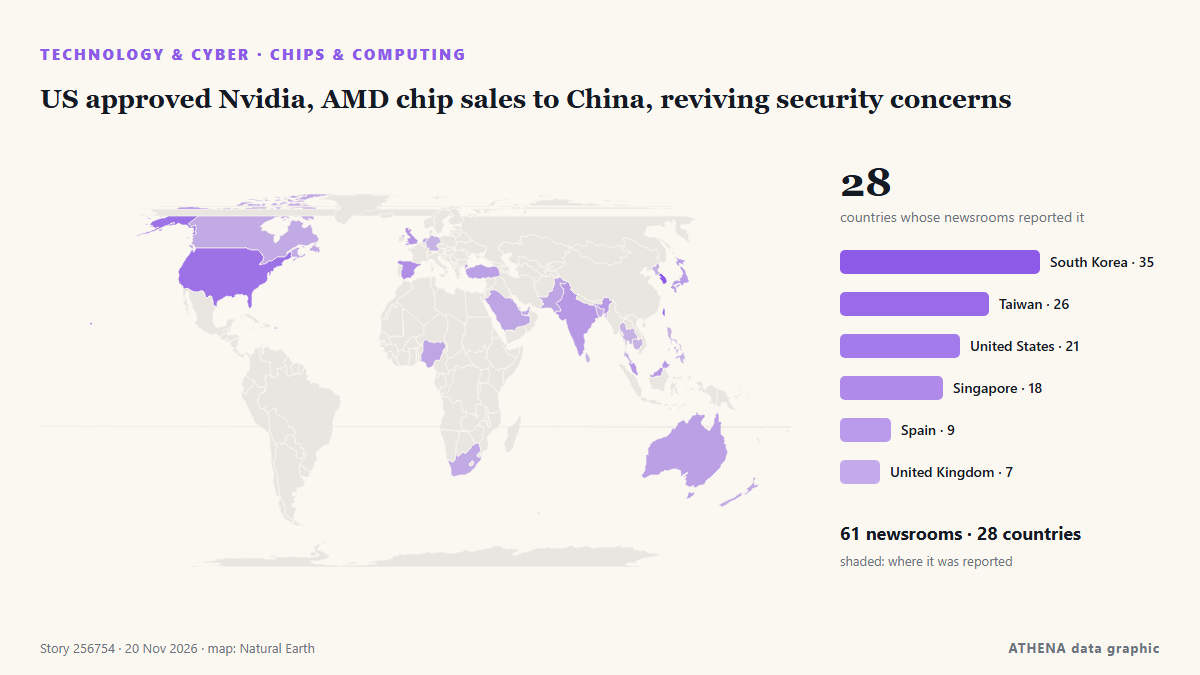 TECHNOLOGY & CYBER · CHIPS & COMPUTING
US approved Nvidia, AMD chip sales to China, reviving security concerns
28
countries whose newsrooms reported it
South Korea · 35
Taiwan · 26
United States · 21
Singapore · 18
Spain · 9
United Kingdom · 7
61 newsrooms · 28 countries
shaded: where it was reported
Story 256754 · 20 Nov 2026 · map: Natural Earth
ATHENA data graphic